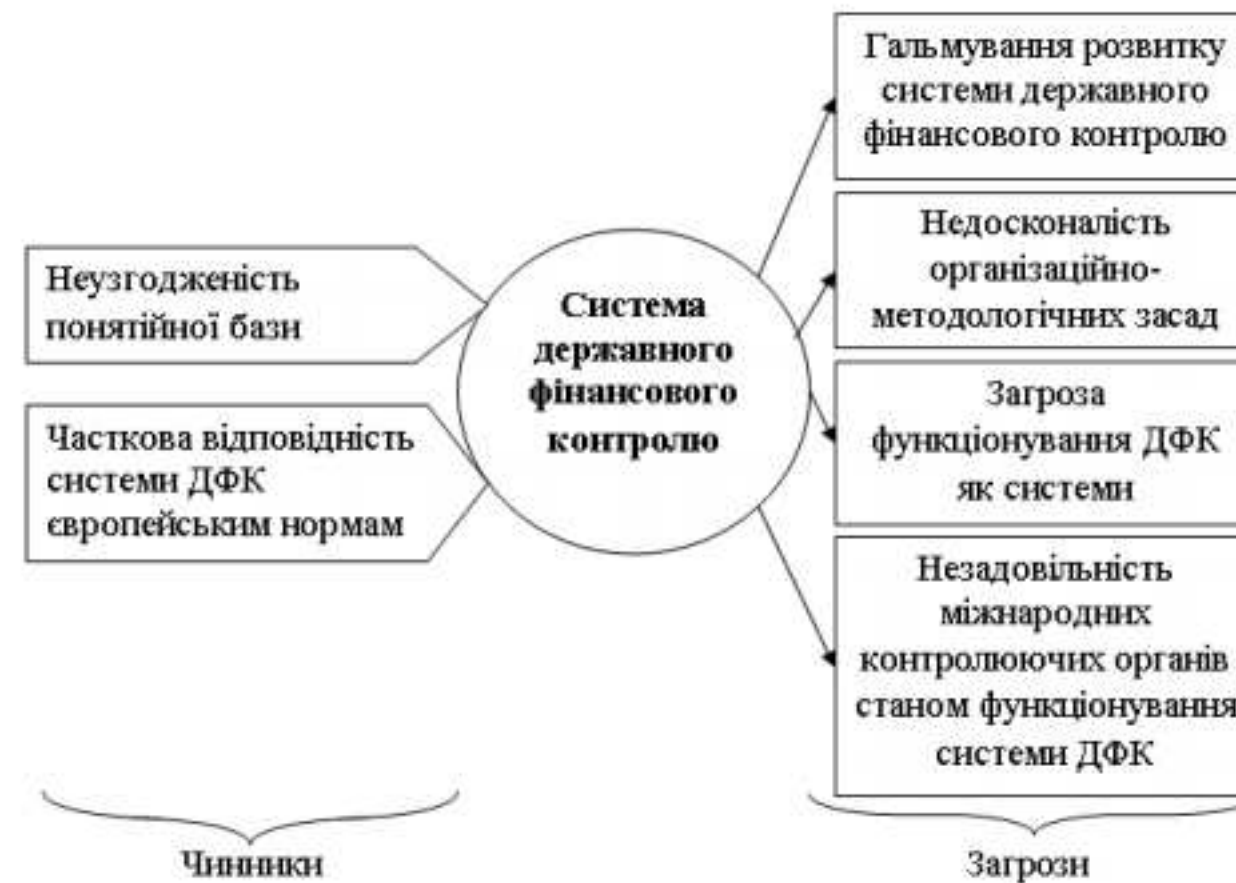 Неузгодженість
понятійної бази
Часткова відповідність
системи ДФК
європейським нормам
Чинники
Система
державного
фінансового
контролю
Гальмування розвитку
системи державного
фінансового контролю
Недосконалість
організаційно-
методологічних засад
Загроза
функціонування ДФК
як системи
Незадовільність
міжнародних
контролюючих органів
станом функціонування
системи ДФК
Загрози